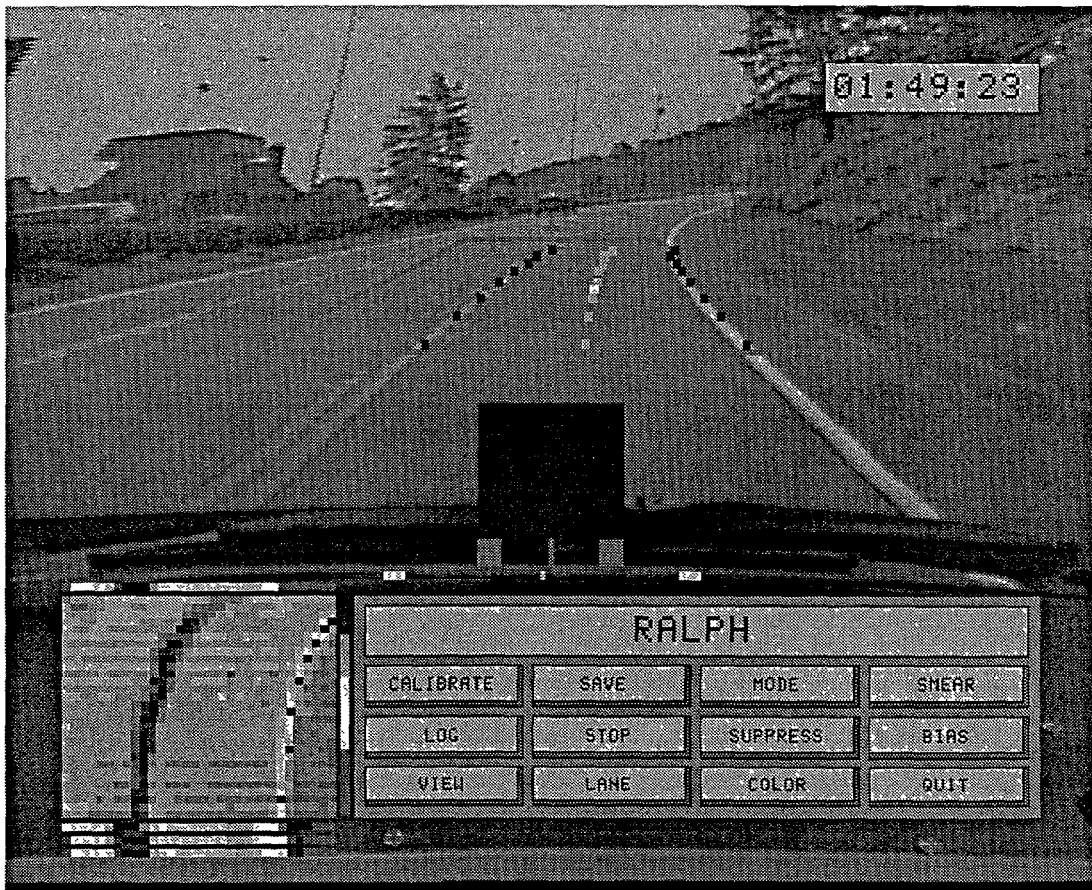 01:49:23
RALPH
CALIBRATE SAVE MODE SMEAR
LOG STOP SUPPRESS BIAS
VIEW LANE COLOR QUIT